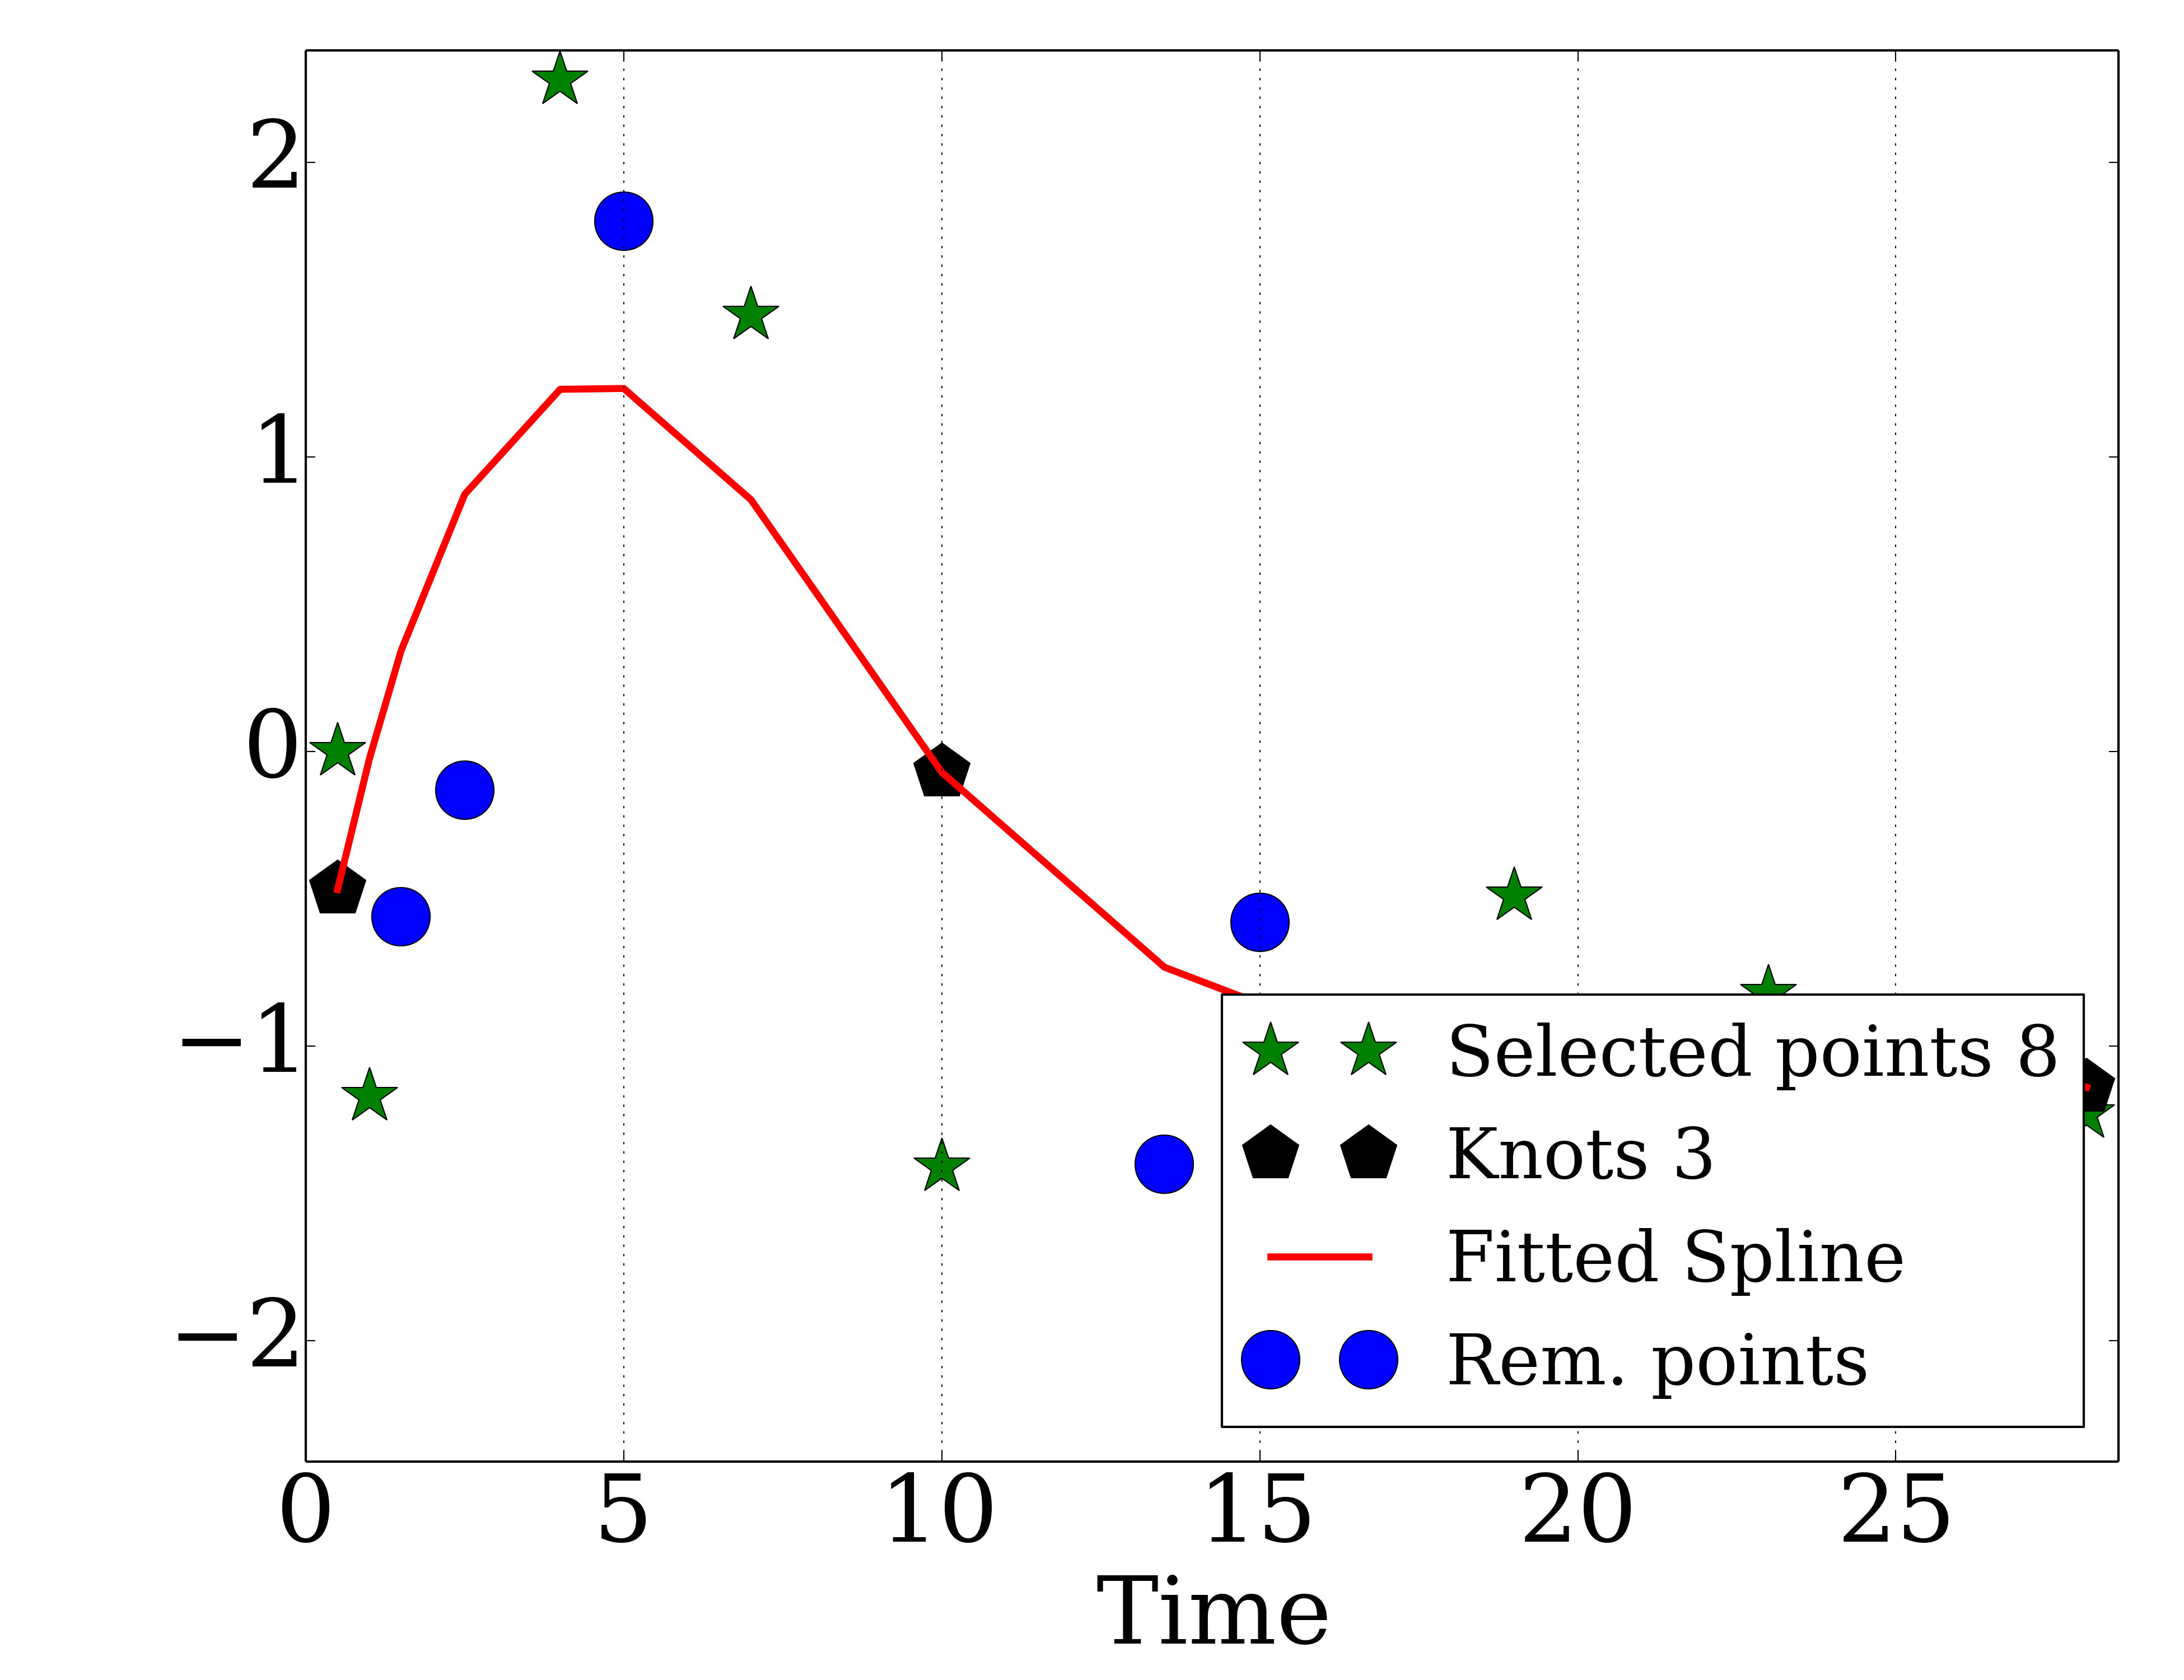 2
1
0
−1
−2
Selected points 8
Knots 3
Fitted Spline
Rem. points
0 5 10 15 20 25
Time